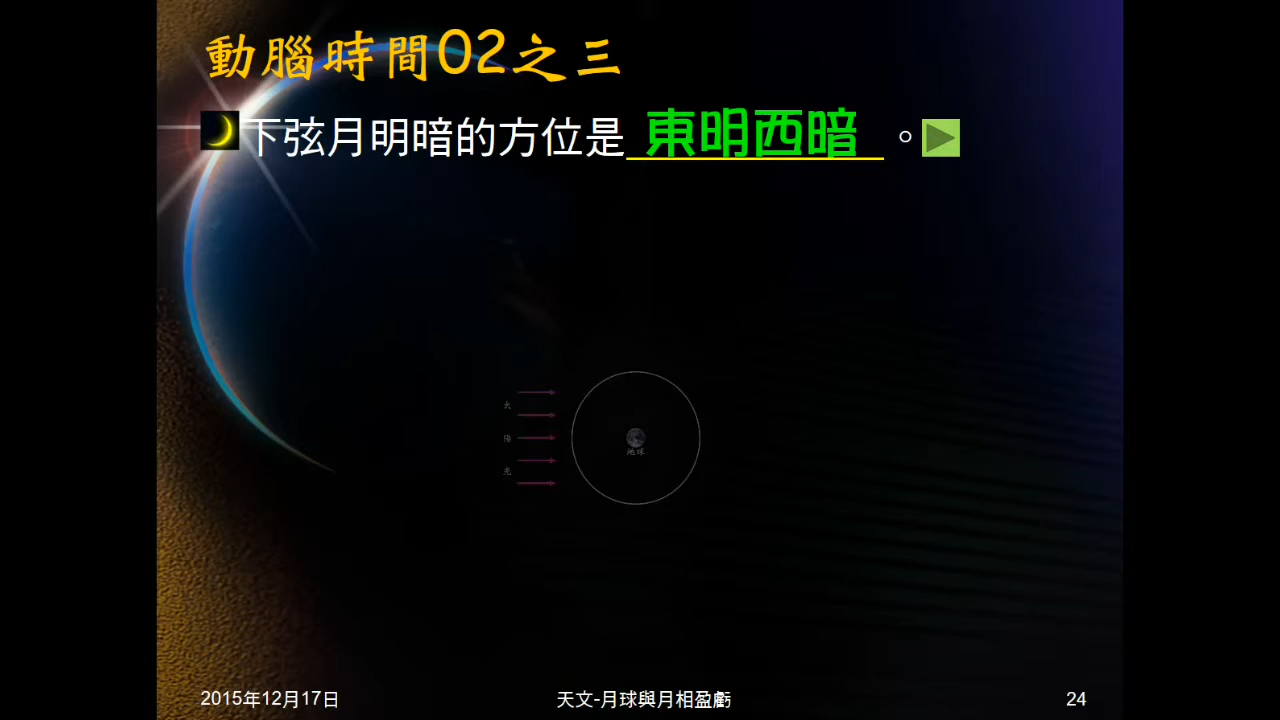 動腦時間02之三
下弦月明暗的方位是 東明西暗 。
太
陽
光
地球
2015年12月17日
天文-月球與月相盈虧
24